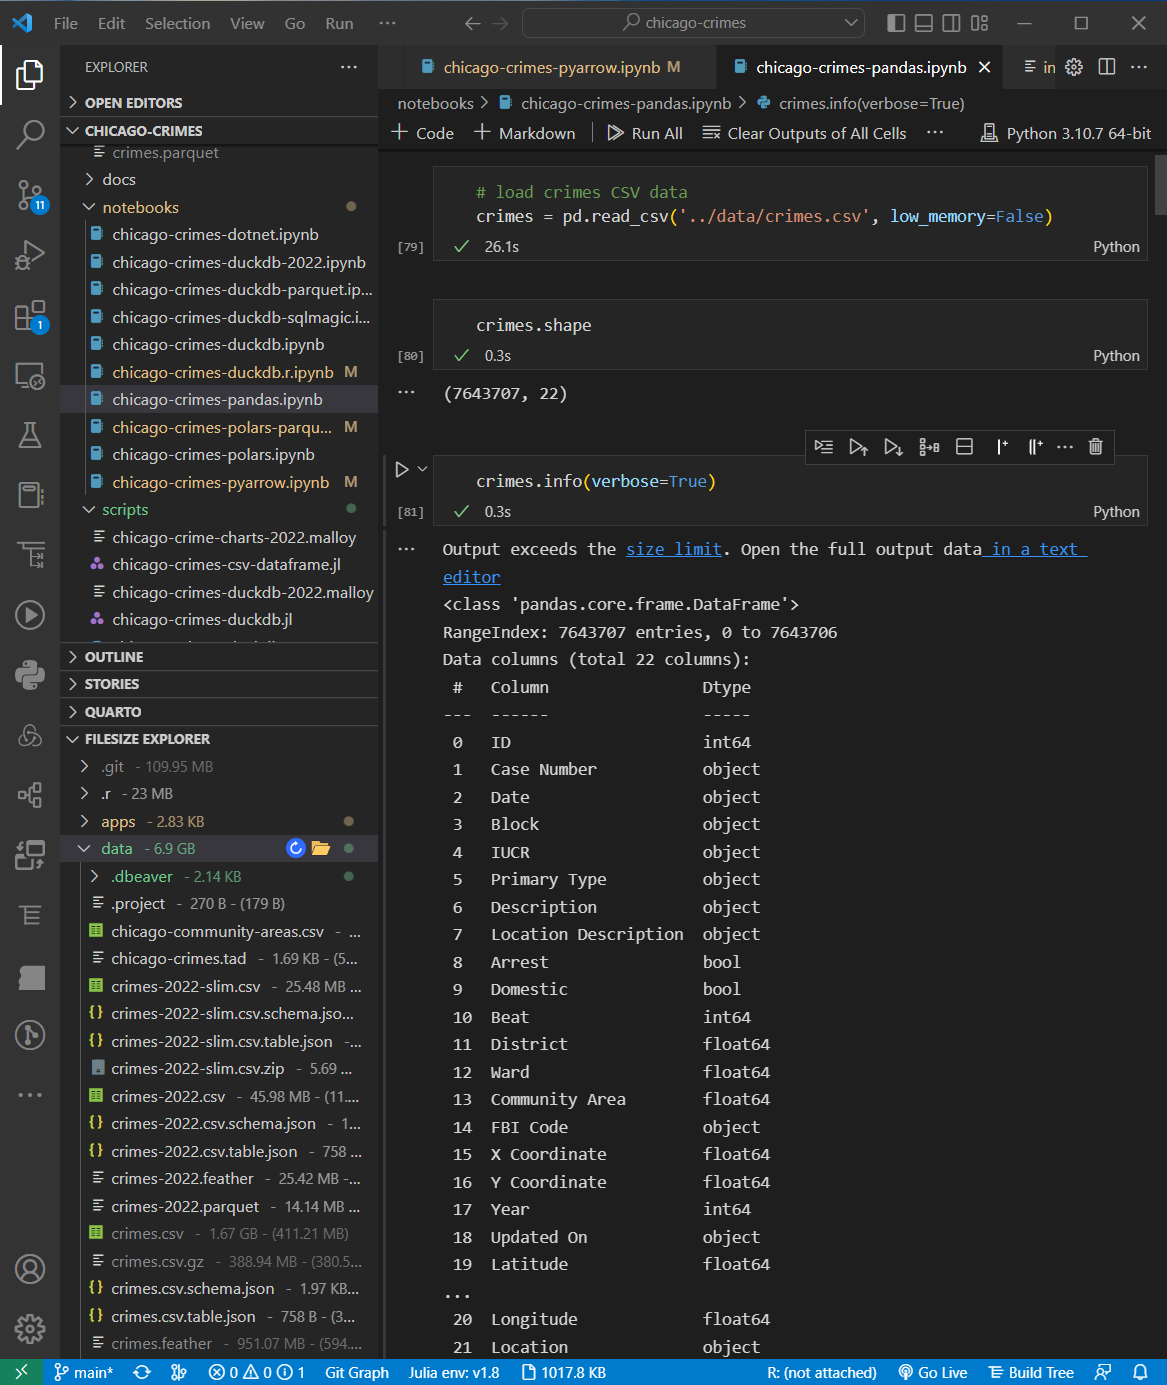 File Edit Selection View Go Run ··· chicago-crimes
EXPLORER
OPEN EDITORS
CHICAGO-CRIMES
crimes.parquet
docs
notebooks
chicago-crimes-dotnet.ipynb
chicago-crimes-duckdb-2022.ipynb
chicago-crimes-duckdb-parquet.ip...
chicago-crimes-duckdb-sqlmagic.i...
chicago-crimes-duckdb.ipynb
chicago-crimes-duckdb.r.ipynb M
chicago-crimes-pandas.ipynb
chicago-crimes-polars-parqu... M
chicago-crimes-polars.ipynb
chicago-crimes-pyarrow.ipynb M
scripts
chicago-crime-charts-2022.malloy
chicago-crimes-csv-dataframe.jl
chicago-crimes-duckdb-2022.malloy
chicago-crimes-duckdb.jl
OUTLINE
STORIES
QUARTO
FILESIZE EXPLORER
.git - 109.95 MB
.r - 23 MB
apps - 2.83 KB
data - 6.9 GB
.dbeaver - 2.14 KB
.project - 270 B - (179 B)
chicago-community-areas.csv - ...
chicago-crimes.tad - 1.69 KB - (5...
crimes-2022-slim.csv - 25.48 MB ...
crimes-2022-slim.csv.schema.jso...
crimes-2022-slim.csv.table.json -...
crimes-2022-slim.csv.zip - 5.69 ...
crimes-2022.csv - 45.98 MB - (11....
crimes-2022.csv.schema.json - 1...
crimes-2022.csv.table.json - 758 ...
crimes-2022.feather - 25.42 MB -...
crimes-2022.parquet - 14.14 MB ...
crimes.csv - 1.67 GB - (411.21 MB)
crimes.csv.gz - 388.94 MB - (380.5...
crimes.csv.schema.json - 1.97 KB...
crimes.csv.table.json - 758 B - (3...
crimes.feather - 951.07 MB - (594....
11
1
chicago-crimes-pyarrow.ipynb M chicago-crimes-pandas.ipynb in
notebooks > chicago-crimes-pandas.ipynb > crimes.info(verbose=True)
+ Code + Markdown Run All Clear Outputs of All Cells ··· Python 3.10.7 64-bit
# load crimes CSV data
crimes = pd.read_csv('../data/crimes.csv', low_memory=False)
[79] 26.1s Python
crimes.shape
[80] 0.3s Python
(7643707, 22)
crimes.info(verbose=True)
[81] 0.3s Python
Output exceeds the size limit. Open the full output data in a text
editor
<class 'pandas.core.frame.DataFrame'>
RangeIndex: 7643707 entries, 0 to 7643706
Data columns (total 22 columns):
# Column Dtype
--- ------ -----
0 ID int64
1 Case Number object
2 Date object
3 Block object
4 IUCR object
5 Primary Type object
6 Description object
7 Location Description object
8 Arrest bool
9 Domestic bool
10 Beat int64
11 District float64
12 Ward float64
13 Community Area float64
14 FBI Code object
15 X Coordinate float64
16 Y Coordinate float64
17 Year int64
18 Updated On object
19 Latitude float64
...
20 Longitude float64
21 Location object
main* 0 0 1 Git Graph Julia env: v1.8 1017.8 KB R: (not attached) Go Live Build Tree